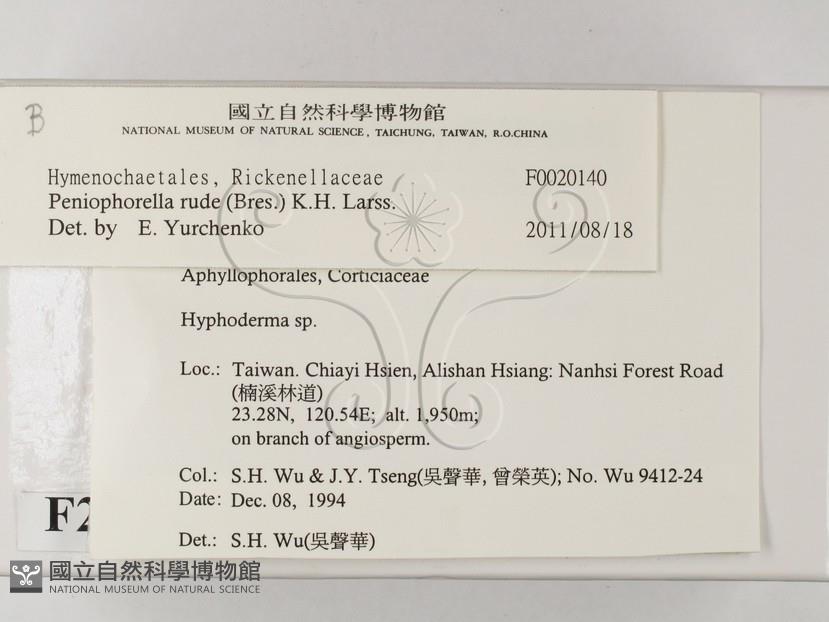 B
國立自然科學博物館
NATIONAL MUSEUM OF NATURAL SCIENCE, TAICHUNG, TAIWAN, R.O.CHINA
Hymenochaetales, Rickenellaceae F0020140
Peniophorella rude (Bres.) K.H. Larss.
Det. by E. Yurchenko 2011/08/18
Aphyllophorales, Corticiaceae
Hyphoderma sp.
Loc.: Taiwan. Chiayi Hsien, Alishan Hsiang: Nanhsi Forest Road
(楠溪林道)
23.28N, 120.54E; alt. 1,950m;
on branch of angiosperm.
Col.: S.H. Wu & J.Y. Tseng(吳聲華, 曾榮英); No. Wu 9412-24
Date: Dec. 08, 1994
Det.: S.H. Wu(吳聲華)
F2
國立自然科學博物館
NATIONAL MUSEUM OF NATURAL SCIENCE